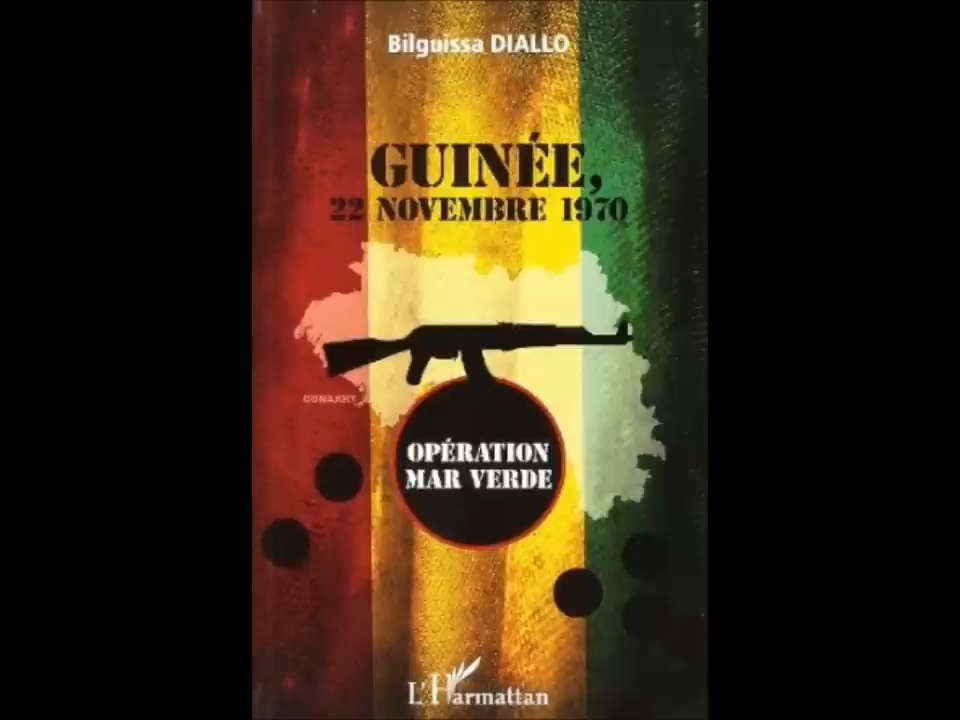 Bilguissa DIALLO
GUINÉE,
22 NOVEMBRE 1970
CONAKRY
OPÉRATION
MAR VERDE
L'Harmattan